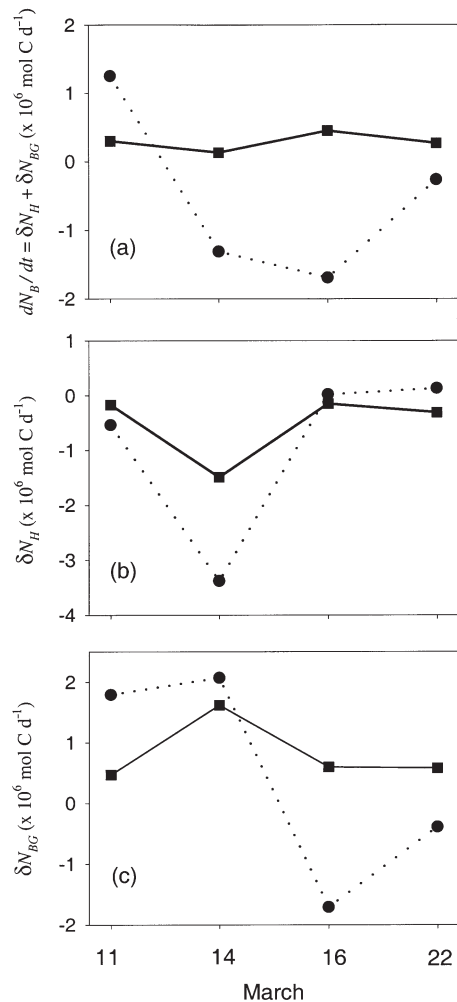 dN_B / dt = δN_H + δN_BG (x 10^6 mol C d^-1)
2
1
0
-1
-2
(a)
δN_H (x 10^6 mol C d^-1)
1
0
-1
-2
-3
-4
(b)
δN_BG (x 10^6 mol C d^-1)
2
1
0
-1
-2
(c)
11 14 16 22
March